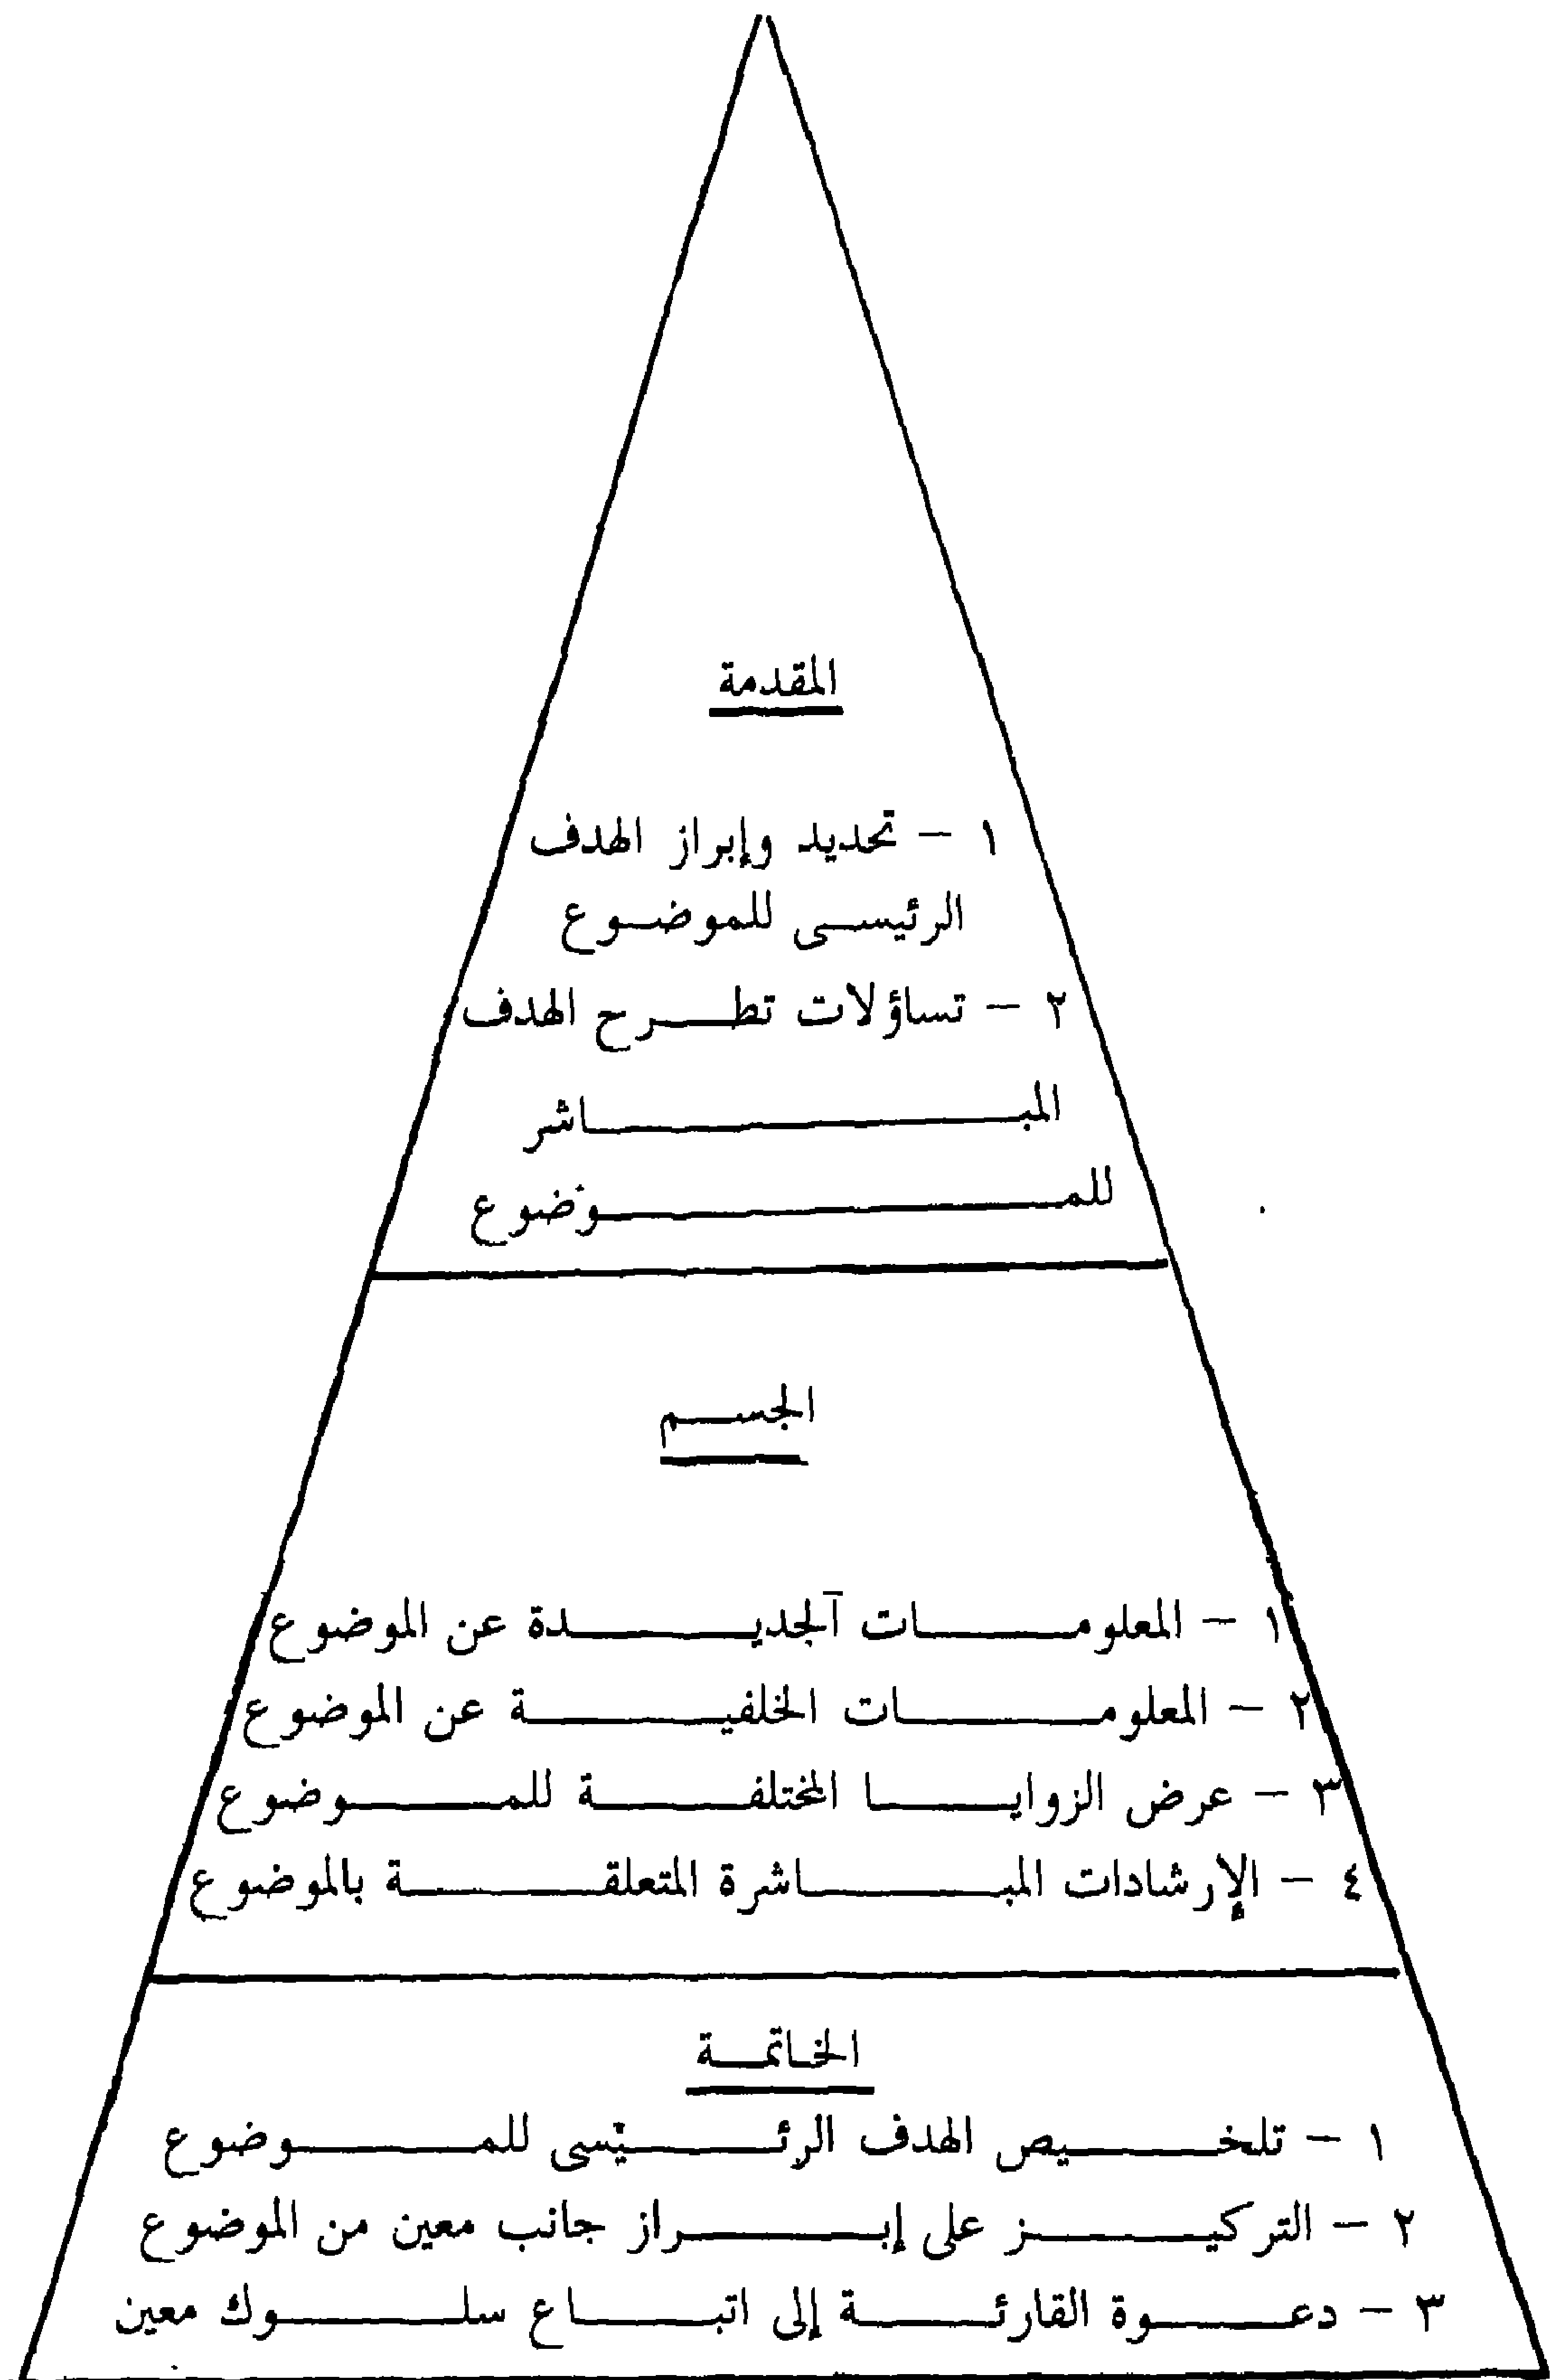 المقدمة
١ - تحديد وإبراز الهدف
الرئيسى للموضوع
٢ - تساؤلات تطرح الهدف
المباشر
للموضوع
الجسم
١ - المعلومات الجديدة عن الموضوع
٢ - المعلومات الخلفية عن الموضوع
٣ - عرض الزوايا المختلفة للموضوع
٤ - الإرشادات المباشرة المتعلقة بالموضوع
الخاتمة
١ - تلخيص الهدف الرئيسى للموضوع
٢ - التركيز على إبراز جانب معين من الموضوع
٣ - دعوة القارئة إلى اتباع سلوك معين